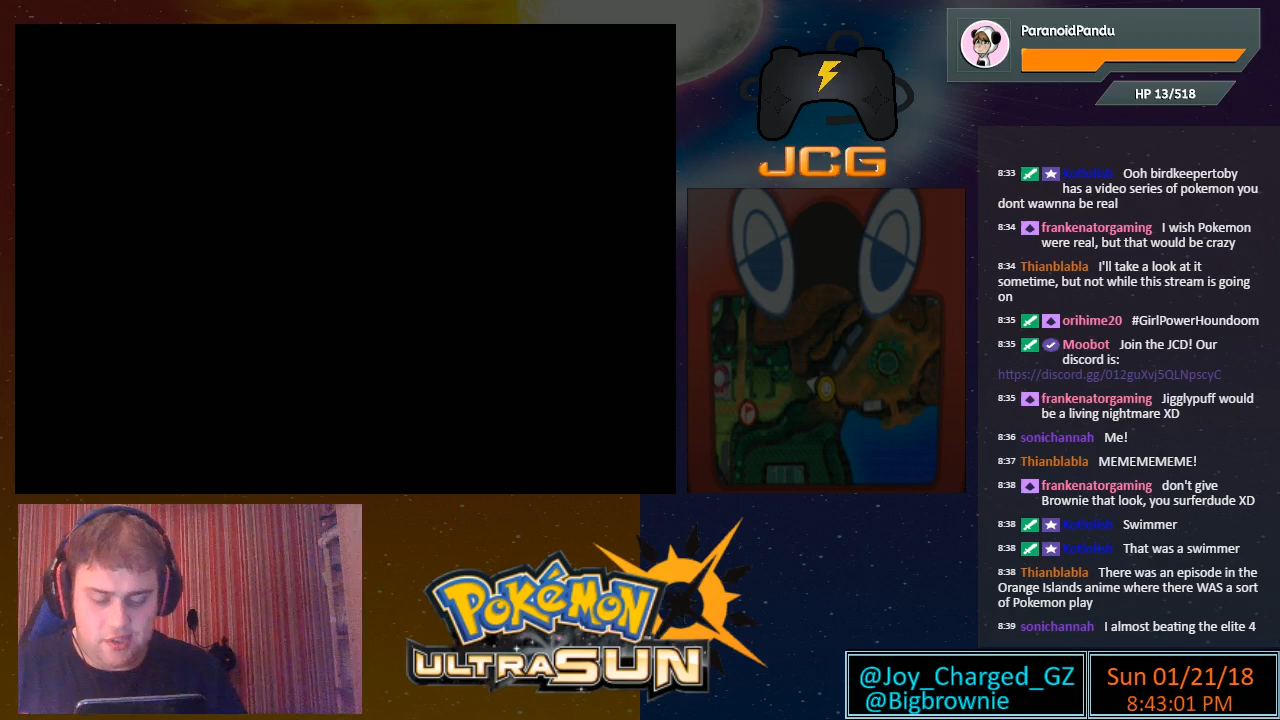 JCG
ParanoidPandu
HP 13/518
8:33 Ooh birdkeepertoby
has a video series of pokemon you
dont wawnna be real
8:34 frankenatorgaming I wish Pokemon
were real, but that would be crazy
8:34 Thianblabla I'll take a look at it
sometime, but not while this stream is going
on
8:35 orihime20 #GirlPowerHoundoom
8:35 Moobot Join the JCD! Our
discord is:
https://discord.gg/012guXvj5QLNpscyC
8:35 frankenatorgaming Jigglypuff would
be a living nightmare XD
8:36 sonichannah Me!
8:37 Thianblabla MEMEMEMEME!
8:38 frankenatorgaming don't give
Brownie that look, you surferdude XD
8:38 Swimmer
8:38 That was a swimmer
8:38 Thianblabla There was an episode in the
Orange Islands anime where there WAS a sort
of Pokemon play
8:39 sonichannah I almost beating the elite 4
POKéMON
ULTRA SUN
@Joy_Charged_GZ
@Bigbrownie
Sun 01/21/18
8:43:01 PM